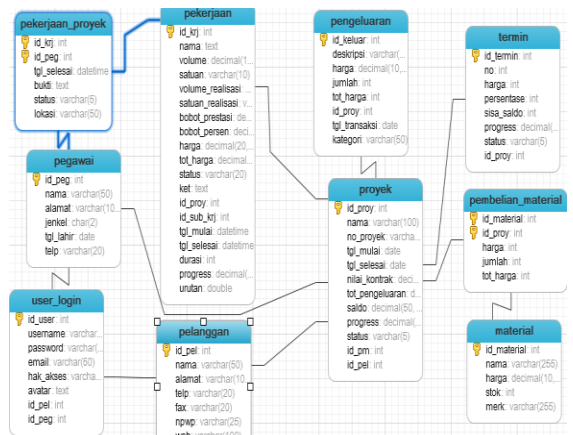 pekerjaan_proyek
id_krj: int
id_peg: int
tgl_selesai: datetime
bukti: text
status: varchar(5)
lokasi: varchar(50)
pegawai
id_peg: int
nama: varchar(50)
alamat: varchar(10...
jenkel: char(2)
tgl_lahir: date
telp: varchar(20)
user_login
id_user: int
username: varchar...
password: varchar(...
email: varchar(50)
hak_akses: varcha...
avatar: text
id_pel: int
id_peg: int
pekerjaan
id_krj: int
nama: text
volume: decimal(1...
satuan: varchar(10)
volume_realisasi: ...
satuan_realisasi: v...
bobot_prestasi: de...
bobot_persen: deci...
harga: decimal(20,...
tot_harga: decimal...
status: varchar(20)
ket: text
id_proy: int
id_sub_krj: int
tgl_mulai: datetime
tgl_selesai: datetime
durasi: int
progress: decimal(...
urutan: double
pelanggan
id_pel: int
nama: varchar(50)
alamat: varchar(10...
telp: varchar(20)
fax: varchar(20)
npwp: varchar(25)
web: varchar(100)
pengeluaran
id_keluar: int
deskripsi: varchar(...
harga: decimal(10,...
jumlah: int
tot_harga: int
id_proy: int
tgl_transaksi: date
kategori: varchar(50)
proyek
id_proy: int
nama: varchar(100)
no_proyek: varcha...
tgl_mulai: date
tgl_selesai: date
nilai_kontrak: deci...
tot_pengeluaran: d...
saldo: decimal(50,...
progress: decimal(...
status: varchar(5)
id_pm: int
id_pel: int
termin
id_termin: int
no: int
harga: int
persentase: int
sisa_saldo: int
progress: decimal(...
status: varchar(5)
id_proy: int
pembelian_material
id_material: int
id_proy: int
harga: int
jumlah: int
tot_harga: int
material
id_material: int
nama: varchar(255)
harga: decimal(10,...
stok: int
merk: varchar(255)